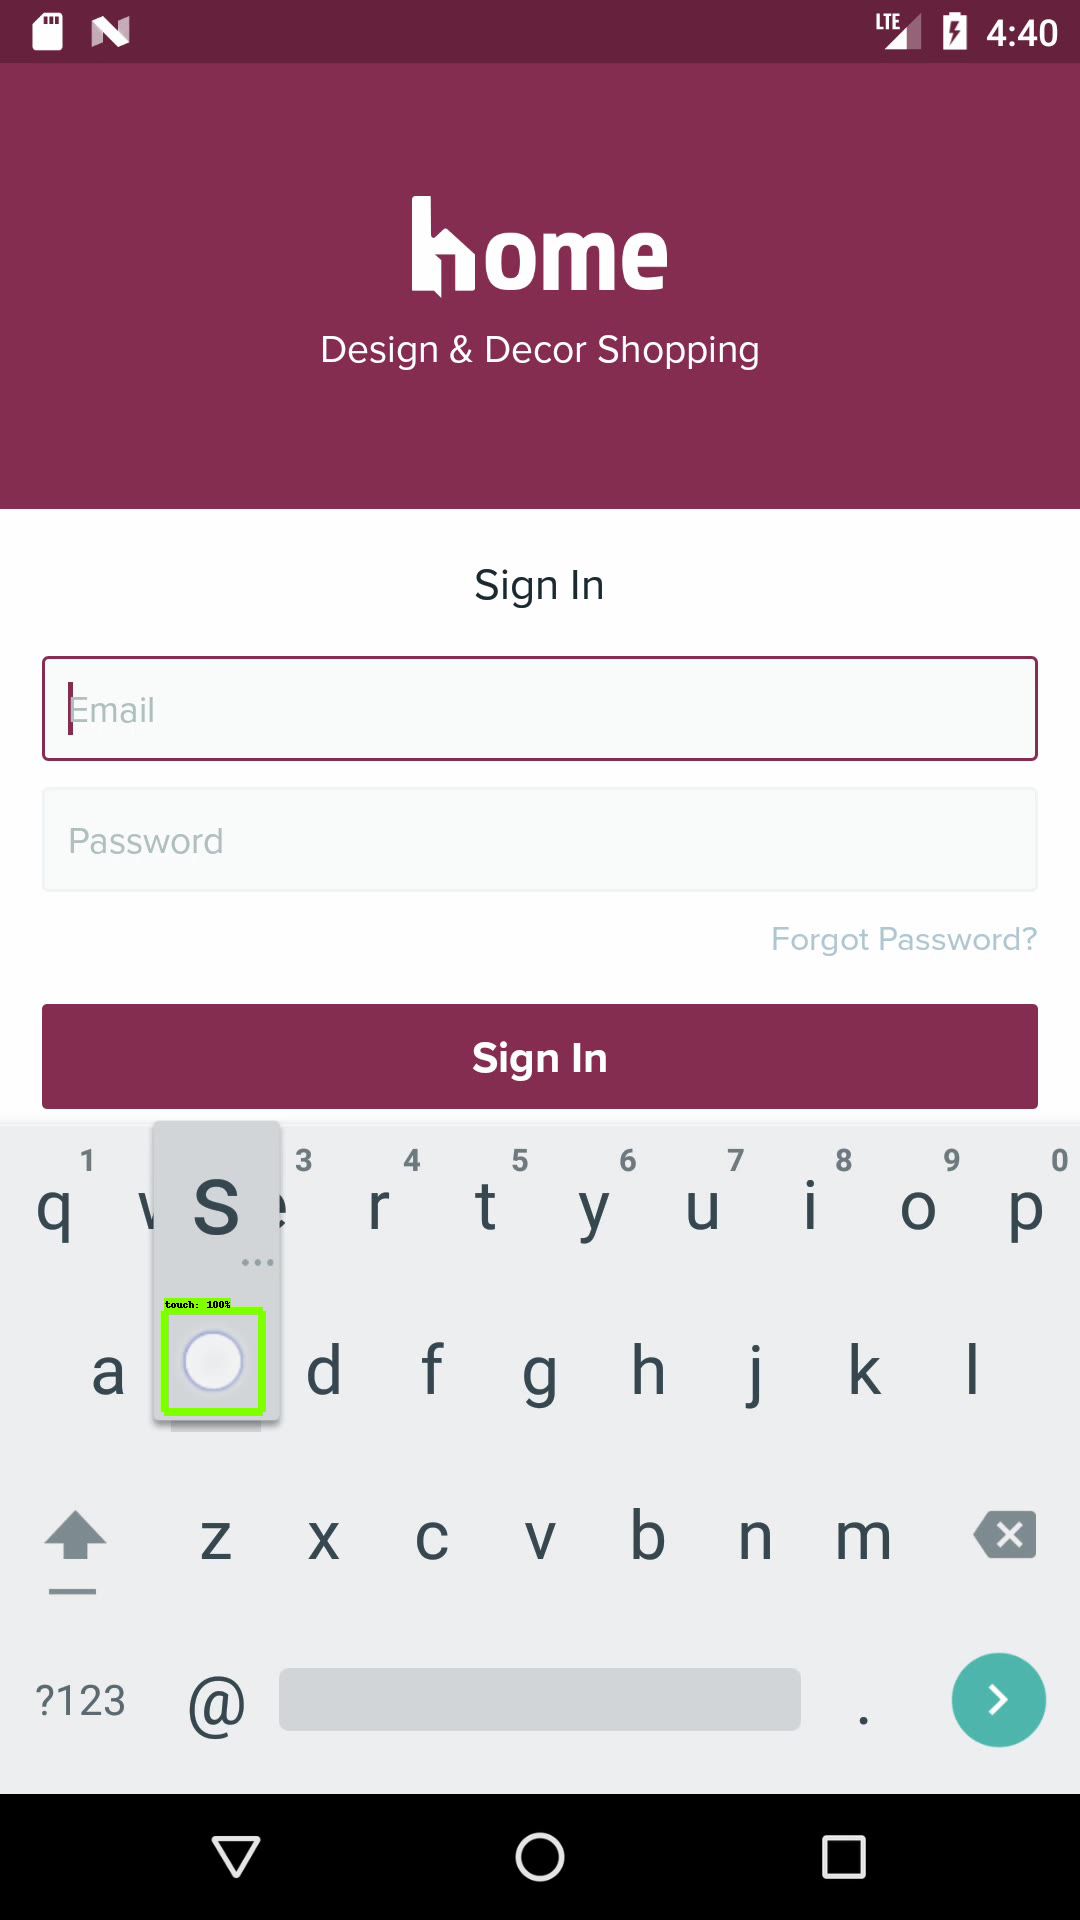 LTE 4:40
home
Design & Decor Shopping
Sign In
Email
Password
Forgot Password?
Sign In
1 3 4 5 6 7 8 9 0
q w s e r t y u i o p
touch: 100%
a d f g h j k l
z x c v b n m
?123 @ .